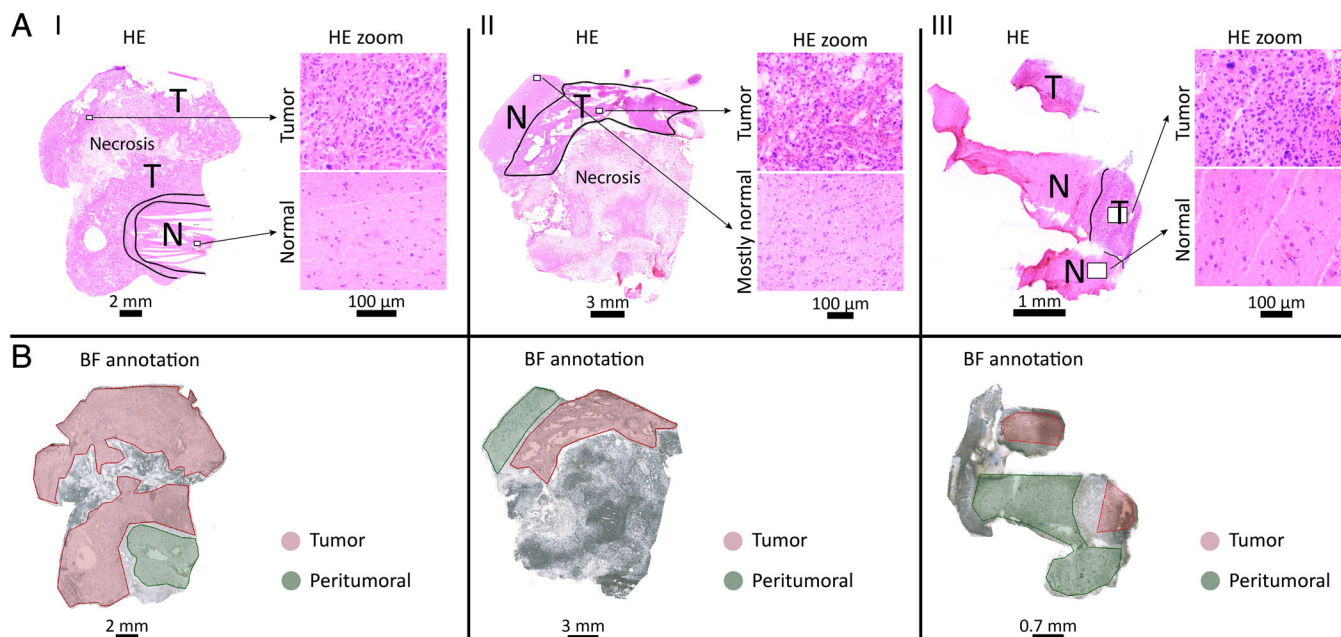 A
I
HE
HE zoom
T
Necrosis
T
N
Tumor
Normal
2 mm
100 µm
II
HE
HE zoom
N
T
Necrosis
Tumor
Mostly normal
3 mm
100 µm
III
HE
HE zoom
T
N
T
N
Tumor
Normal
1 mm
100 µm
B
BF annotation
Tumor
Peritumoral
2 mm
BF annotation
Tumor
Peritumoral
3 mm
BF annotation
Tumor
Peritumoral
0.7 mm